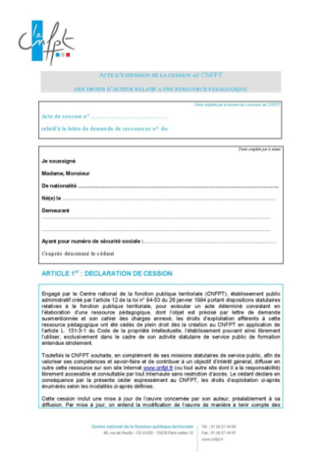 cnfpt
ACTE D'EXTENSION DE LA CESSION AU CNFPT
DES DROITS D'AUTEUR RELATIF A UNE RESSOURCE PEDAGOGIQUE
Acte de cession n°
relatif à la lettre de demande de ressources n° de
Partie complétée par le cédant
Je soussigné
Madame, Monsieur
De nationalité
Né(e) le
Demeurant
Ayant pour numéro de sécurité sociale :
Ci-après dénommé le cédant
ARTICLE 1er : DECLARATION DE CESSION
Engagé par le Centre national de la fonction publique territoriale (CNFPT), établissement public
administratif créé par l'article 12 de la loi n° 84-53 du 26 janvier 1984 portant dispositions statutaires
relatives à la fonction publique territoriale, pour exécuter un acte déterminé consistant en
l'élaboration d'une ressource pédagogique, dont l'objet est précisé par lettre de demande
susmentionnée et son cahier des charges annexé, les droits d'exploitation afférents à cette
ressource pédagogique ont été cédés de plein droit dès la création au CNFPT en application de
l'article L. 131-3-1 du Code de la propriété intellectuelle, l'établissement pouvant ainsi librement
l'utiliser, exclusivement dans le cadre de son activité statutaire de service public de formation
entendue strictement.
Toutefois le CNFPT souhaite, en complément de ses missions statutaires de service public, afin de
valoriser ses compétences et savoir-faire et de contribuer à un objectif d'intérêt général, diffuser en
outre cette ressource sur son site Internet www.cnfpt.fr (ou tout autre site dont il a la responsabilité)
librement accessible et consultable par tout internaute sans restriction d'accès. Le cédant déclare en
conséquence par la présente céder expressément au CNFPT, les droits d'exploitation ci-après
énumérés selon les modalités ci-après définies.
Cette cession inclut une mise à jour de l'œuvre concernée par son auteur, préalablement à sa
diffusion. Par mise à jour, on entend la modification de l'œuvre de manière à tenir compte des
Centre national de la fonction publique territoriale
www.cnfpt.fr